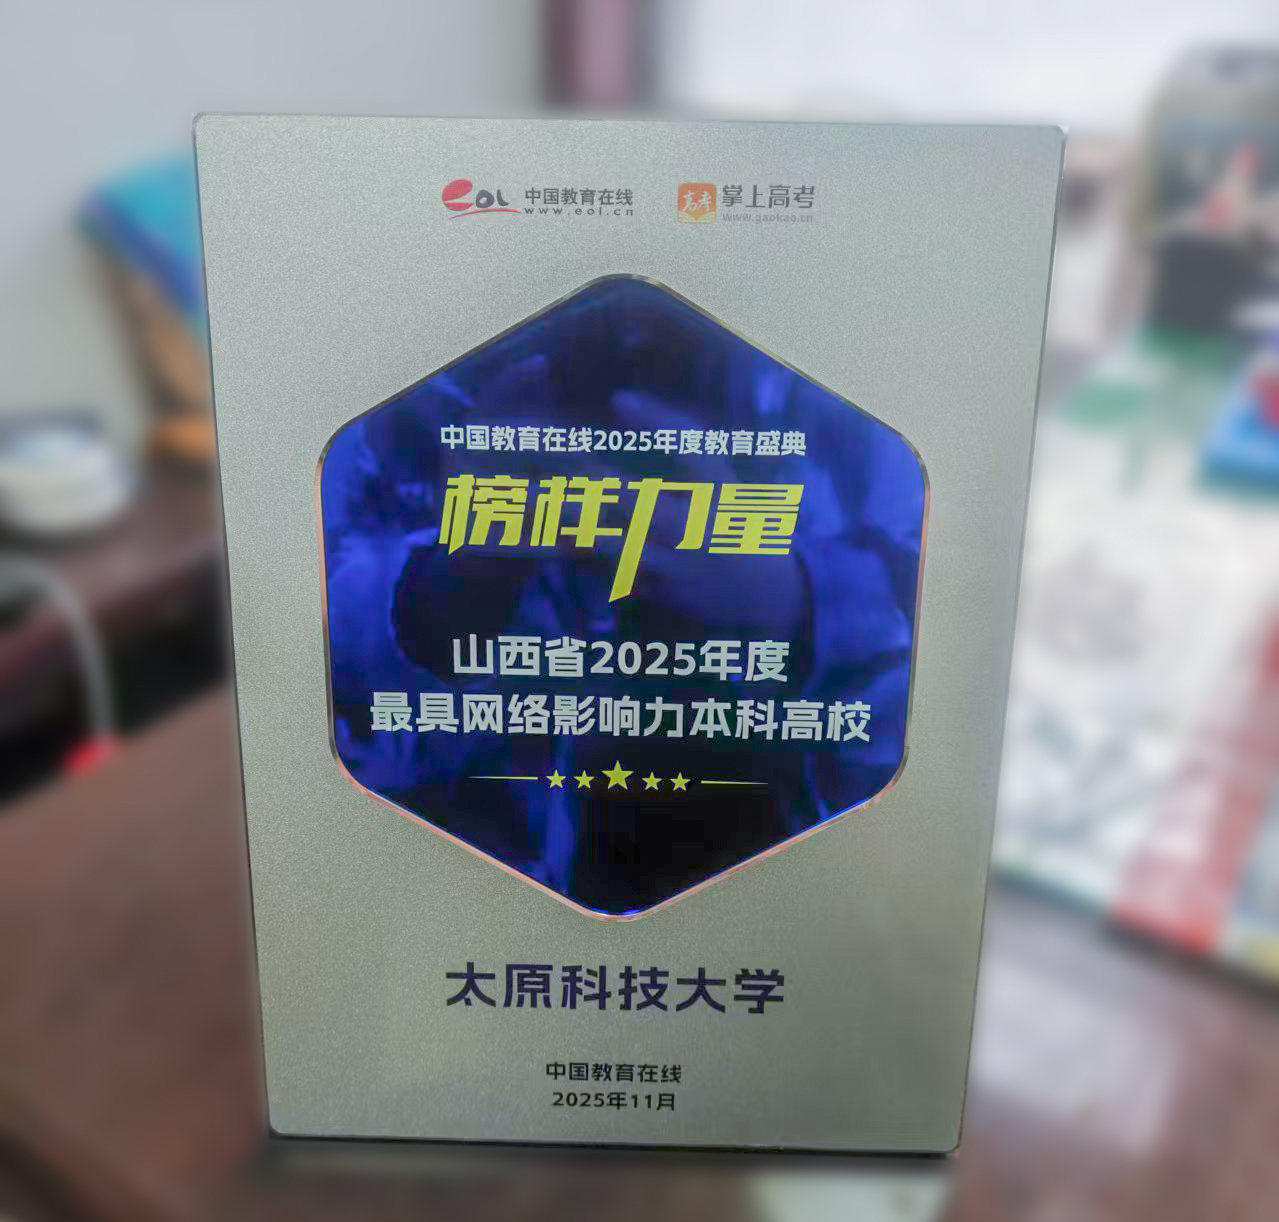 eol 中国教育在线
www.eol.cn
高考 掌上高考
www.gaokao.cn
中国教育在线2025年度教育盛典
榜样力量
山西省2025年度
最具网络影响力本科高校
太原科技大学
中国教育在线
2025年11月